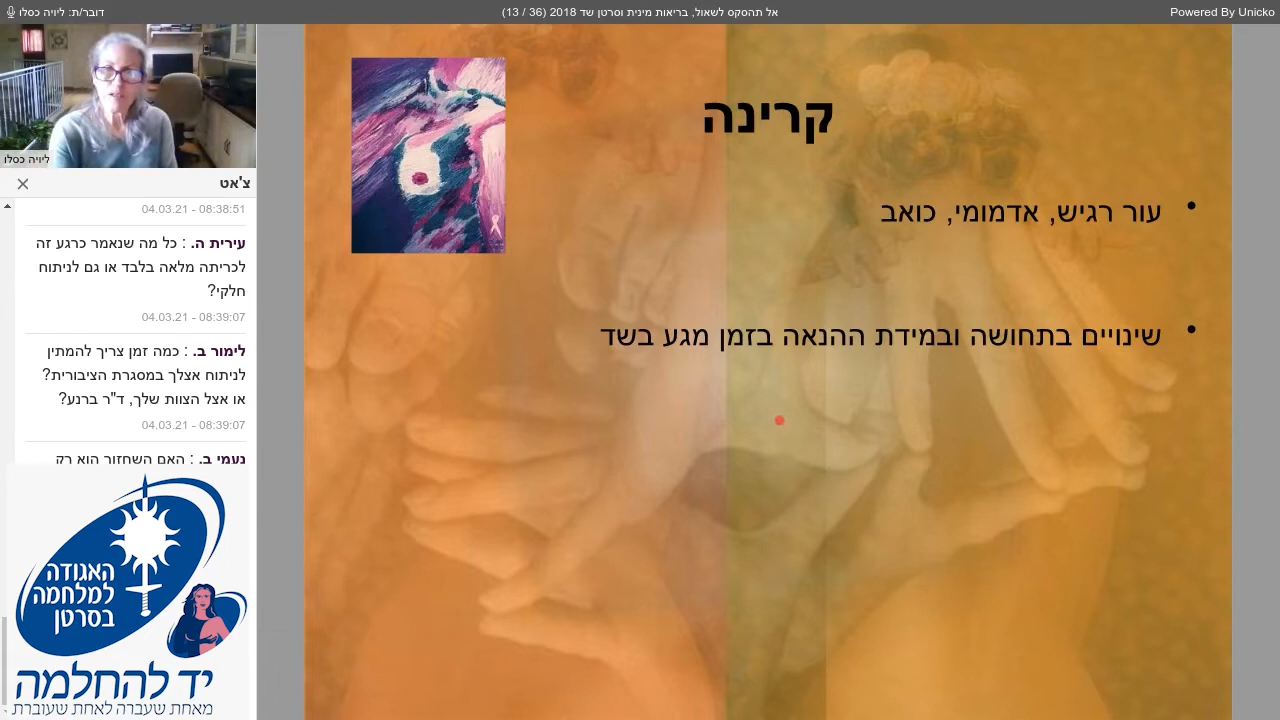 דובר/ת: ליויה כסלו
אל תהסקס לשאול, בריאות מינית וסרטן שד 2018 (36 / 13)
Powered By Unicko
ליויה כסלו
צ'אט
04.03.21 - 08:38:51
עירית ה. : כל מה שנאמר כרגע זה
לכריתה מלאה בלבד או גם לניתוח
חלקי?
04.03.21 - 08:39:07
לימור ב. : כמה זמן צריך להמתין
לניתוח אצלך במסגרת הציבורית?
או אצל הצוות שלך, ד"ר ברנע?
04.03.21 - 08:39:07
נעמי ב. : האם השחזור הוא רק
האגודה
למלחמה
בסרטן
יד להחלמה
מאחת שעברה לאחת שעוברת
קרינה
• עור רגיש, אדמומי, כואב
• שינויים בתחושה ובמידת ההנאה בזמן מגע בשד